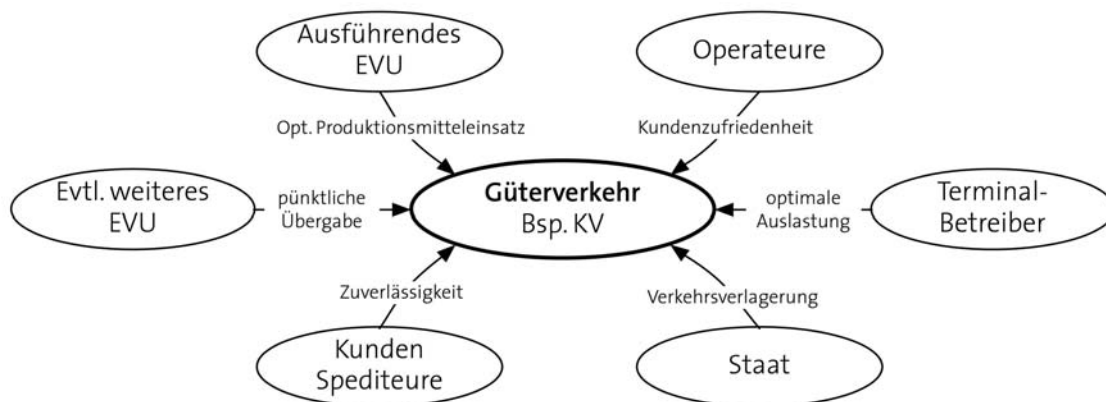 Ausführendes
EVU
Operateure
Opt. Produktionsmitteleinsatz
Kundenzufriedenheit
Evtl. weiteres
EVU
pünktliche
Übergabe
Güterverkehr
Bsp. KV
optimale
Auslastung
Terminal-
Betreiber
Zuverlässigkeit
Verkehrsverlagerung
Kunden
Spediteure
Staat